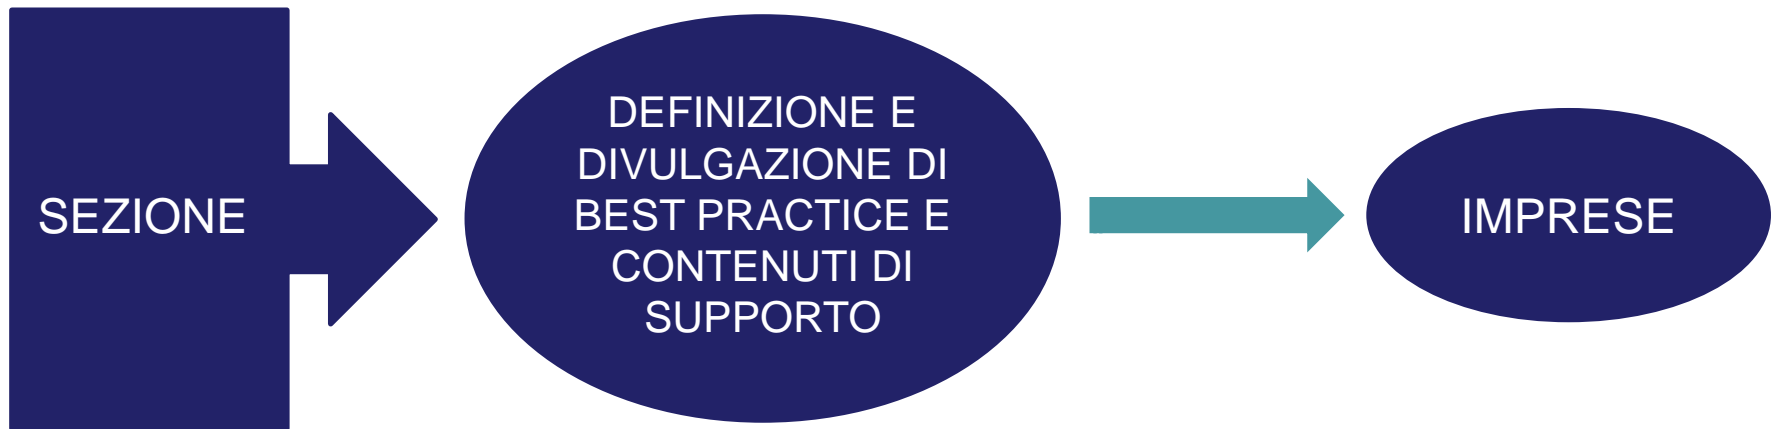 SEZIONE
DEFINIZIONE E
DIVULGAZIONE DI
BEST PRACTICE E
CONTENUTI DI
SUPPORTO
IMPRESE